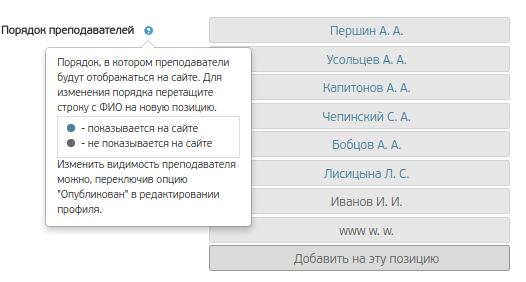 Порядок преподавателей ?
Порядок, в котором преподаватели
будут отображаться на сайте. Для
изменения порядка перетащите
строку с ФИО на новую позицию.
- показывается на сайте
- не показывается на сайте
Изменить видимость преподавателя
можно, переключив опцию
"Опубликован" в редактировании
профиля.
Першин А. А.
Усольцев А. А.
Капитонов А. А.
Чепинский С. А.
Бобцов А. А.
Лисицына Л. С.
Иванов И. И.
www w. w.
Добавить на эту позицию